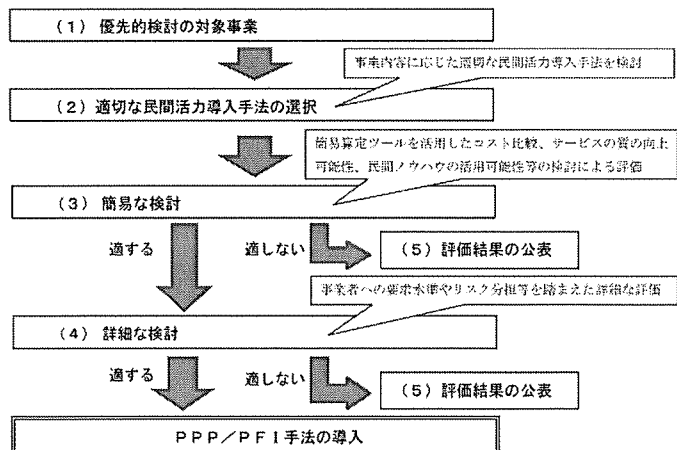 (1)優先的検討の対象事業
事業内容に応じた適切な民間活力導入手法を検討
(2)適切な民間活力導入手法の選択
簡易算定ツールを活用したコスト比較、サービスの質の向上
可能性、民間ノウハウの活用可能性等の検討による評価
(3)簡易な検討
適する
適しない
(5)評価結果の公表
事業者への要求水準やリスク分担等を踏まえた詳細な評価
(4)詳細な検討
適する
適しない
(5)評価結果の公表
PPP/PFI手法の導入